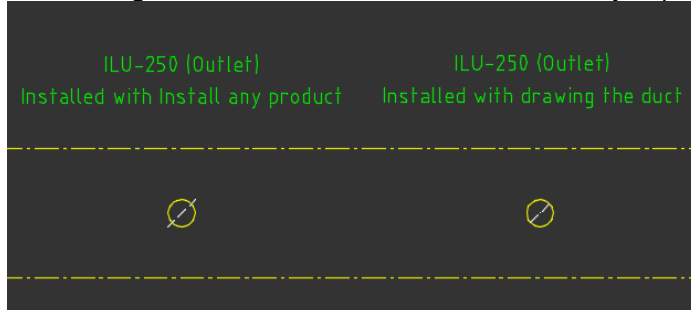 ILU-250 (Outlet)
Installed with Install any product
ILU-250 (Outlet)
Installed with drawing the duct